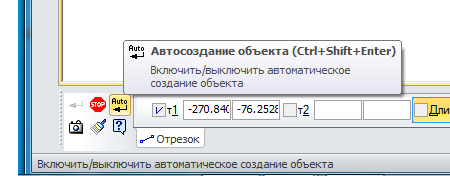 Auto
Автосоздание объекта (Ctrl+Shift+Enter)
Включить/выключить автоматическое
создание объекта
STOP
Auto
т1 -270.840 -76.2528 т2 Дли
Отрезок
Включить/выключить автоматическое создание объекта